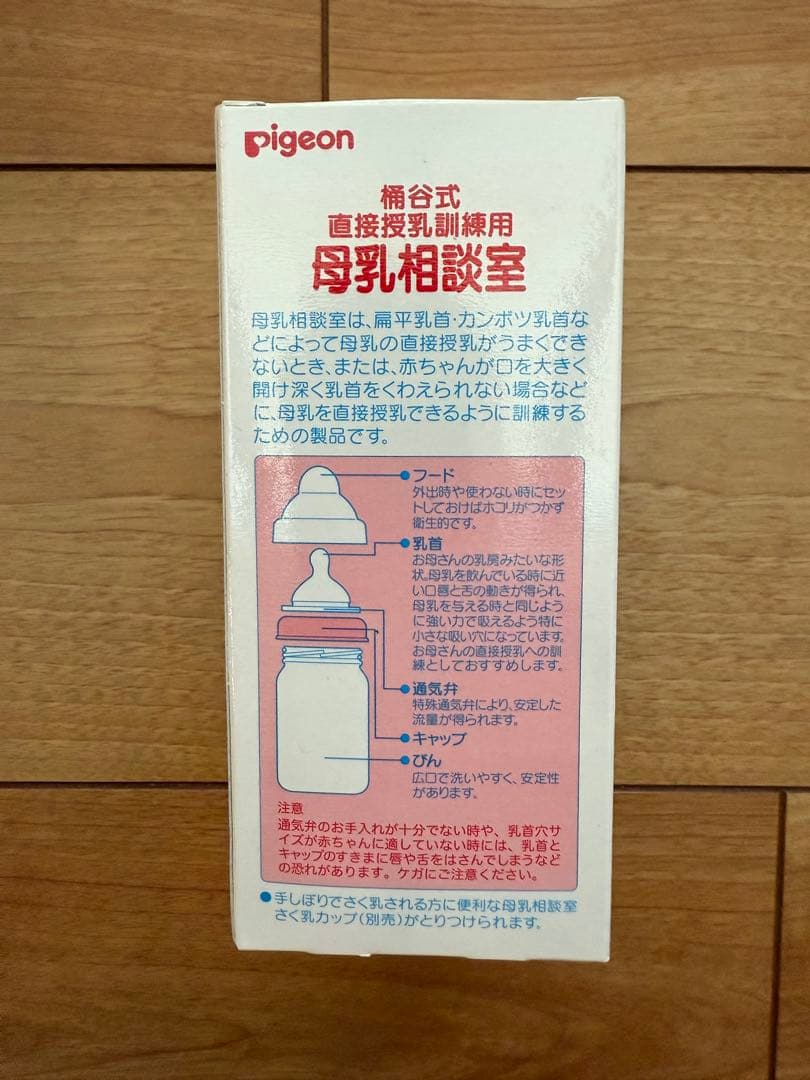 pigeon
桶谷式
直接授乳訓練用
母乳相談室
母乳相談室は、扁平乳首・カンボツ乳首な
どによって母乳の直接授乳がうまくでき
ないとき、または、赤ちゃんが口を大きく
開け深く乳首をくわえられない場合など
に、母乳を直接授乳できるように訓練する
ための製品です。
フード
外出時や使わない時にセッ
トしておけばホコリがつかず
衛生的です。
乳首
お母さんの乳房みたいな形
状。母乳を飲んでいる時に近
い口唇と舌の動きが得られ、
母乳を与える時と同じよう
に強い力で吸えるよう特に
小さな吸い穴になっています。
お母さんの直接授乳への訓
練としておすすめします。
通気弁
特殊通気弁により、安定した
流量が得られます。
キャップ
びん
広口で洗いやすく、安定性
があります。
注意
通気弁のお手入れが十分でない時や、乳首穴サ
イズが赤ちゃんに適していない時には、乳首と
キャップのすきまに唇や舌をはさんでしまうなど
の恐れがあります。ケガにご注意ください。
●手しぼりでさく乳される方に便利な母乳相談室
さく乳カップ(別売)がとりつけられます。